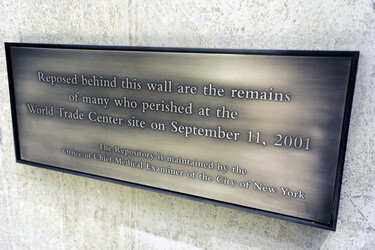 Reposed behind this wall are the remains
of many who perished at the
World Trade Center site on September 11, 2001
The Repository is maintained by the
Office of Chief Medical Examiner of the City of New York